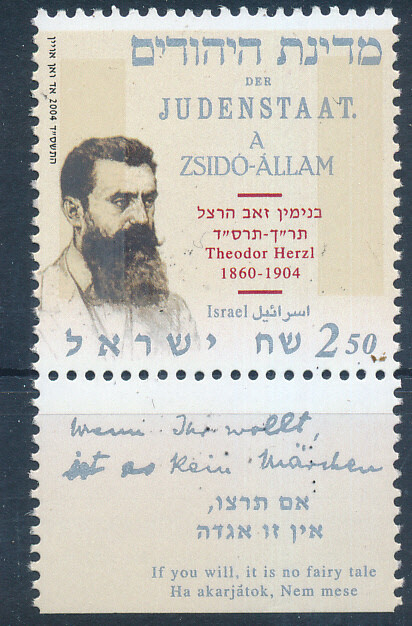 מדינת היהודים
DER
JUDENSTAAT.
A
ZSIDÓ-ÁLLAM
בנימין זאב הרצל
תר״ך-תרס״ד
Theodor Herzl
1860-1904
Israel اسرائيل
ישראל שח 2.50
התשס״ד 2004
wenn Ihr wollt,
ist es kein Märchen
אם תרצו,
אין זו אגדה
If you will, it is no fairy tale
Ha akarjátok, Nem mese